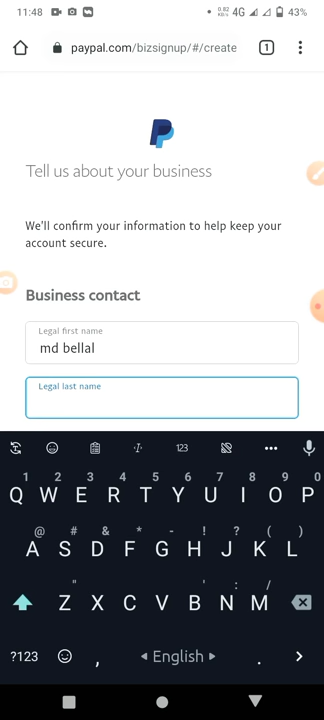 11:48
0.82 KB/S 4G 43%
paypal.com/bizsignup/#/create 1
Tell us about your business
We'll confirm your information to help keep your
account secure.
Business contact
Legal first name
md bellal
Legal last name
123
1 2 3 4 5 6 7 8 9 0
Q W E R T Y U I O P
@ # & * - ! ? ( )
A S D F G H J K L
" ' : /
Z X C V B N M
?123 , English .